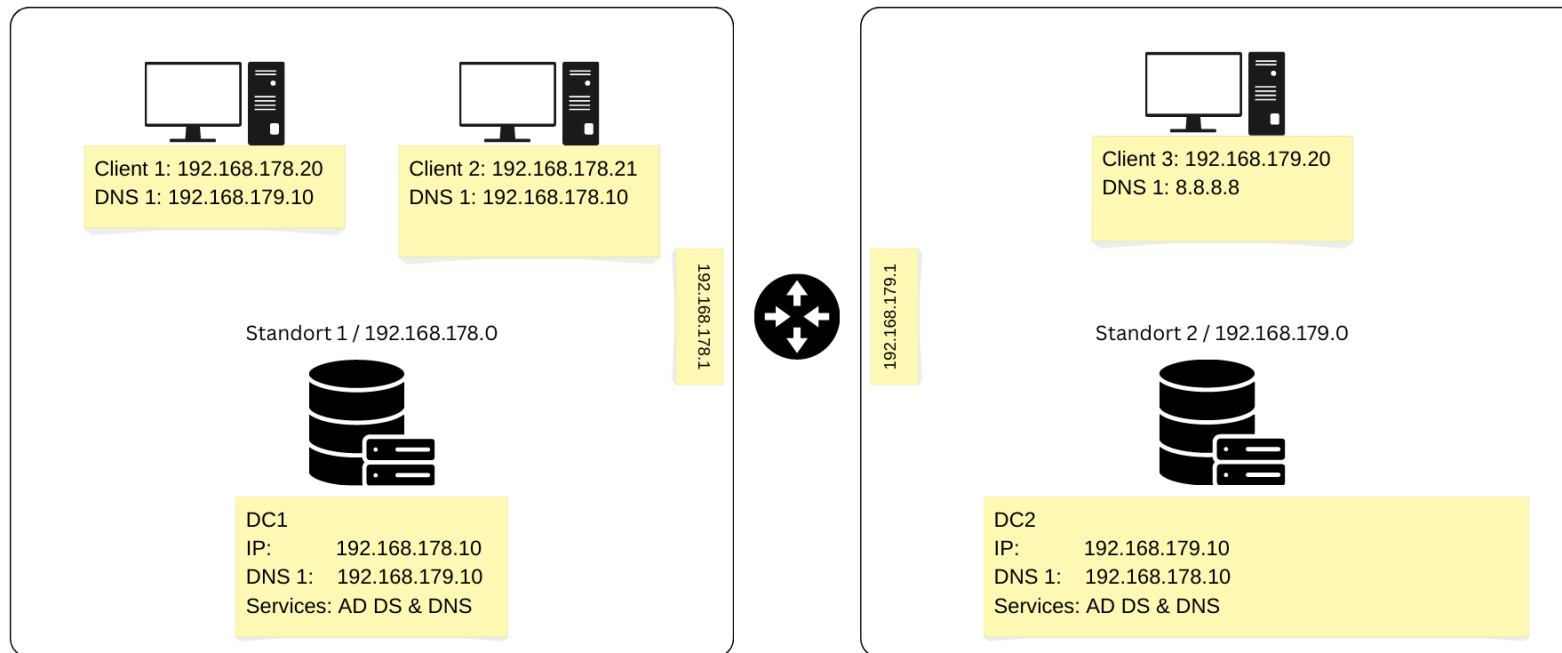 Client 1: 192.168.178.20
DNS 1: 192.168.179.10
Client 2: 192.168.178.21
DNS 1: 192.168.178.10
192.168.178.1
Standort 1 / 192.168.178.0
DC1
IP: 192.168.178.10
DNS 1: 192.168.179.10
Services: AD DS & DNS
Client 3: 192.168.179.20
DNS 1: 8.8.8.8
192.168.179.1
Standort 2 / 192.168.179.0
DC2
IP: 192.168.179.10
DNS 1: 192.168.178.10
Services: AD DS & DNS